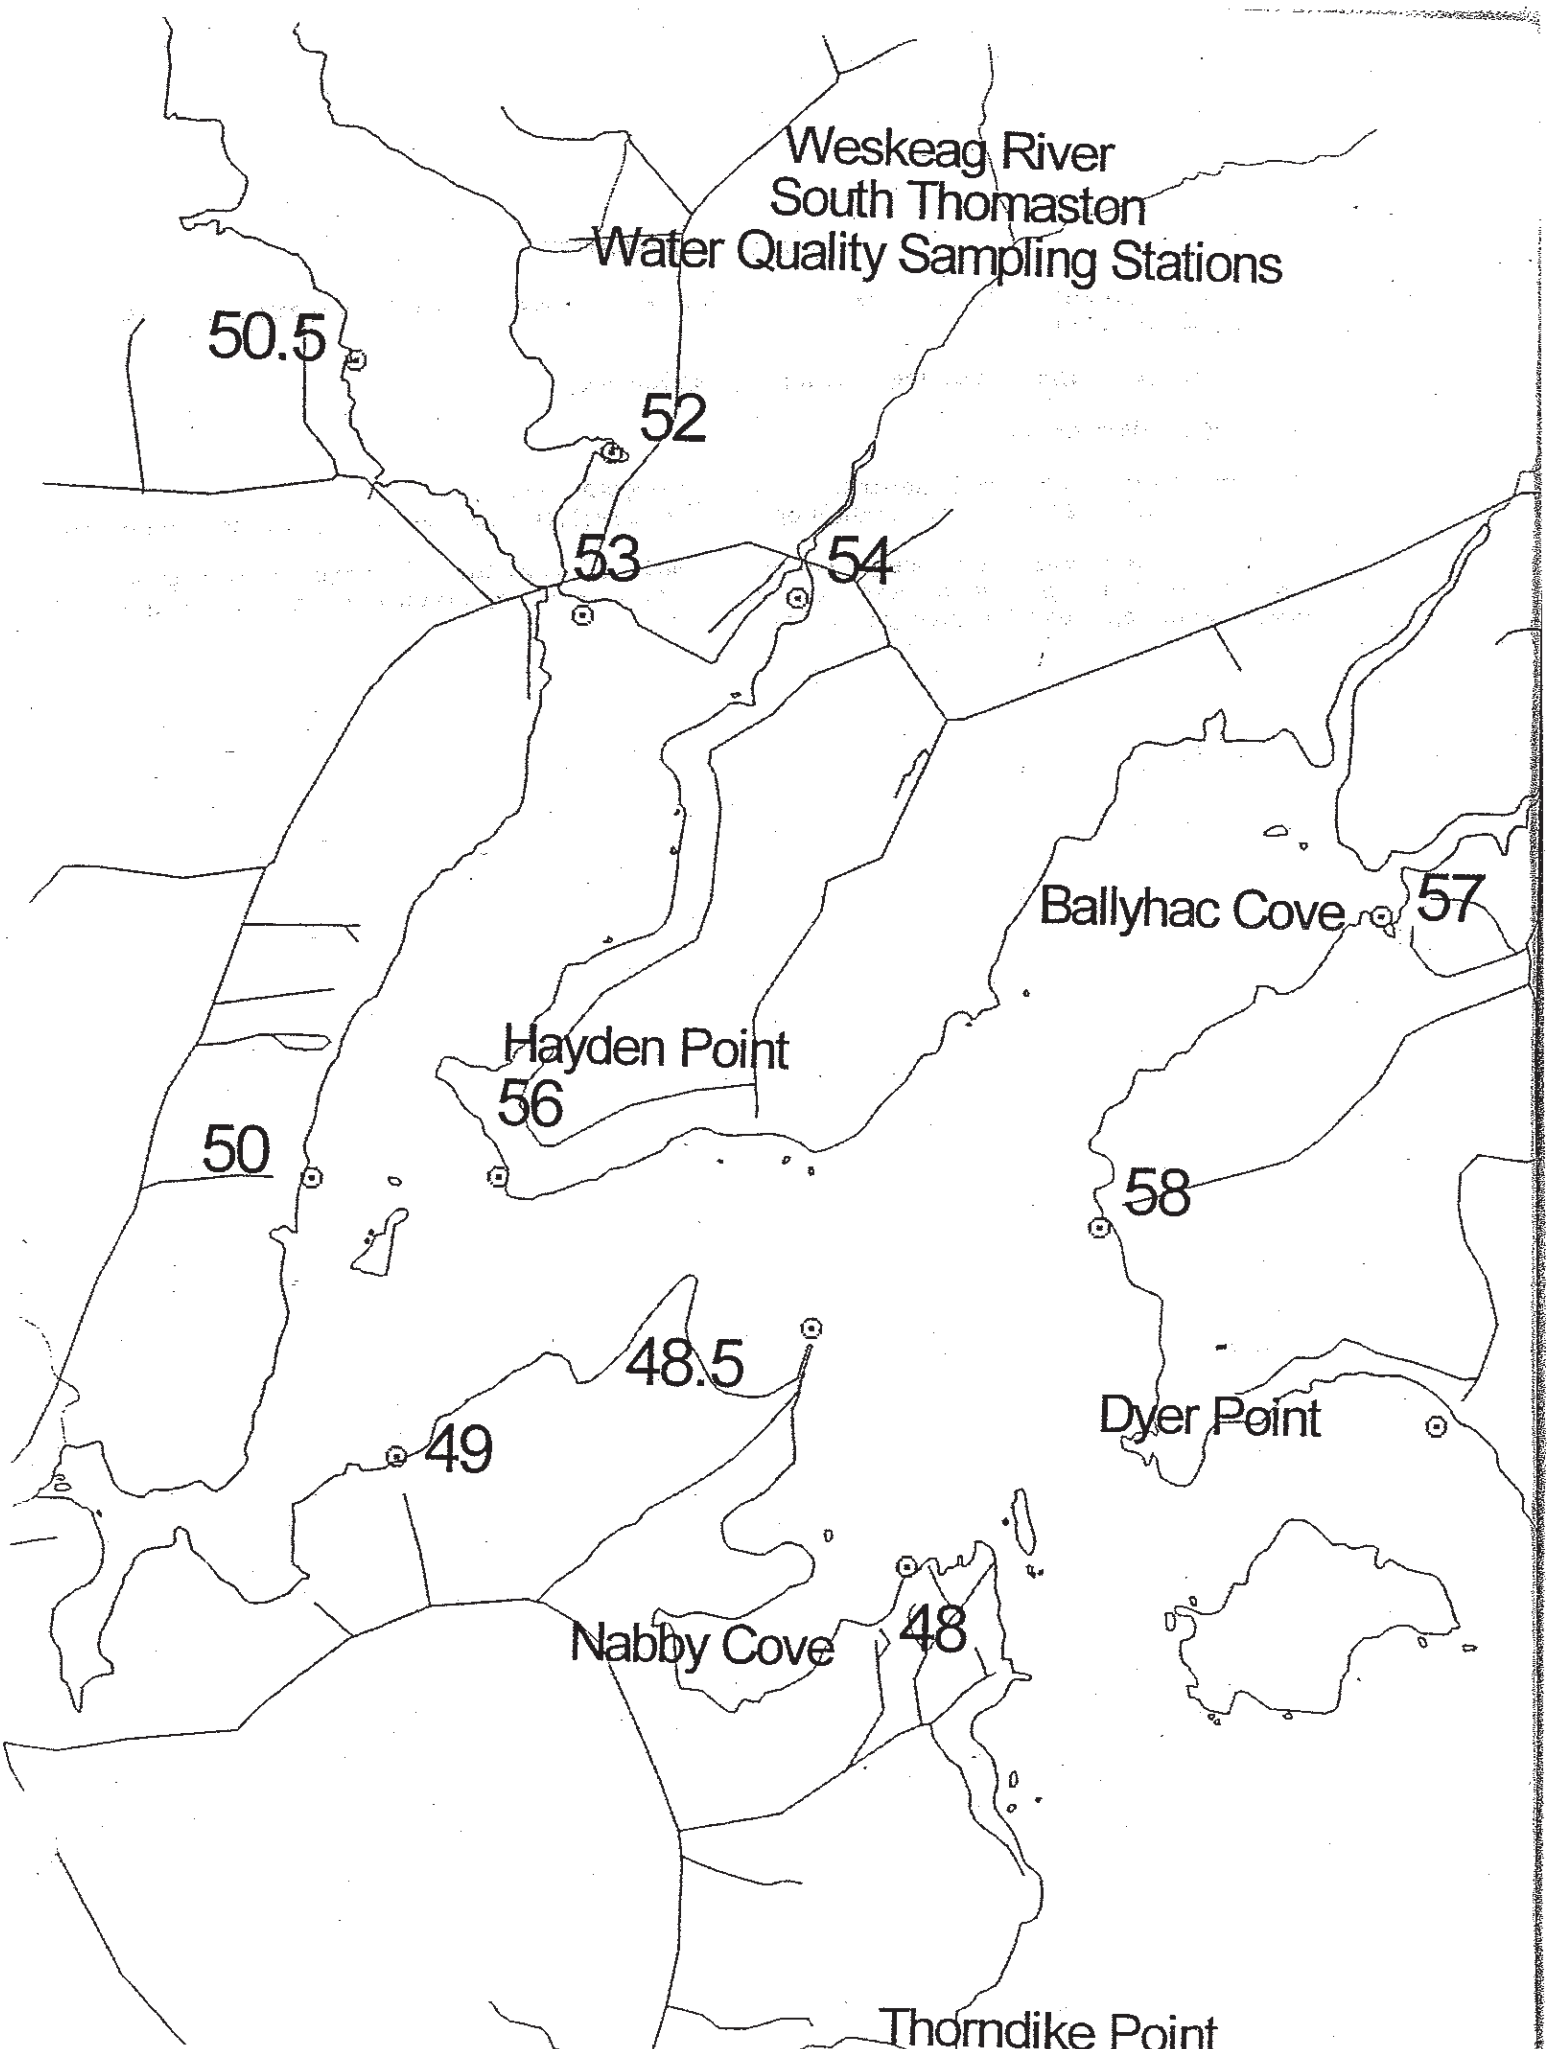 Weskeag River
South Thomaston
Water Quality Sampling Stations
50.5
52
53
54
Ballyhac Cove
57
Hayden Point
56
50
58
48.5
Dyer Point
49
48
Nabby Cove
Thorndike Point